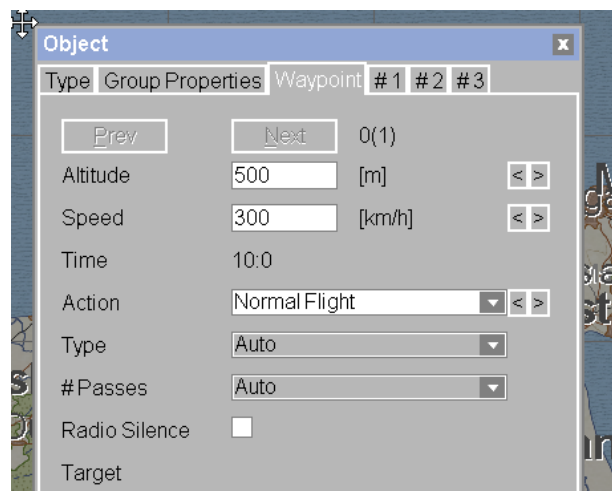 Object x
Type Group Properties Waypoint #1 #2 #3
Prev Next 0(1)
Altitude 500 [m] < >
Speed 300 [km/h] < >
Time 10:0
Action Normal Flight < >
Type Auto
# Passes Auto
Radio Silence
Target